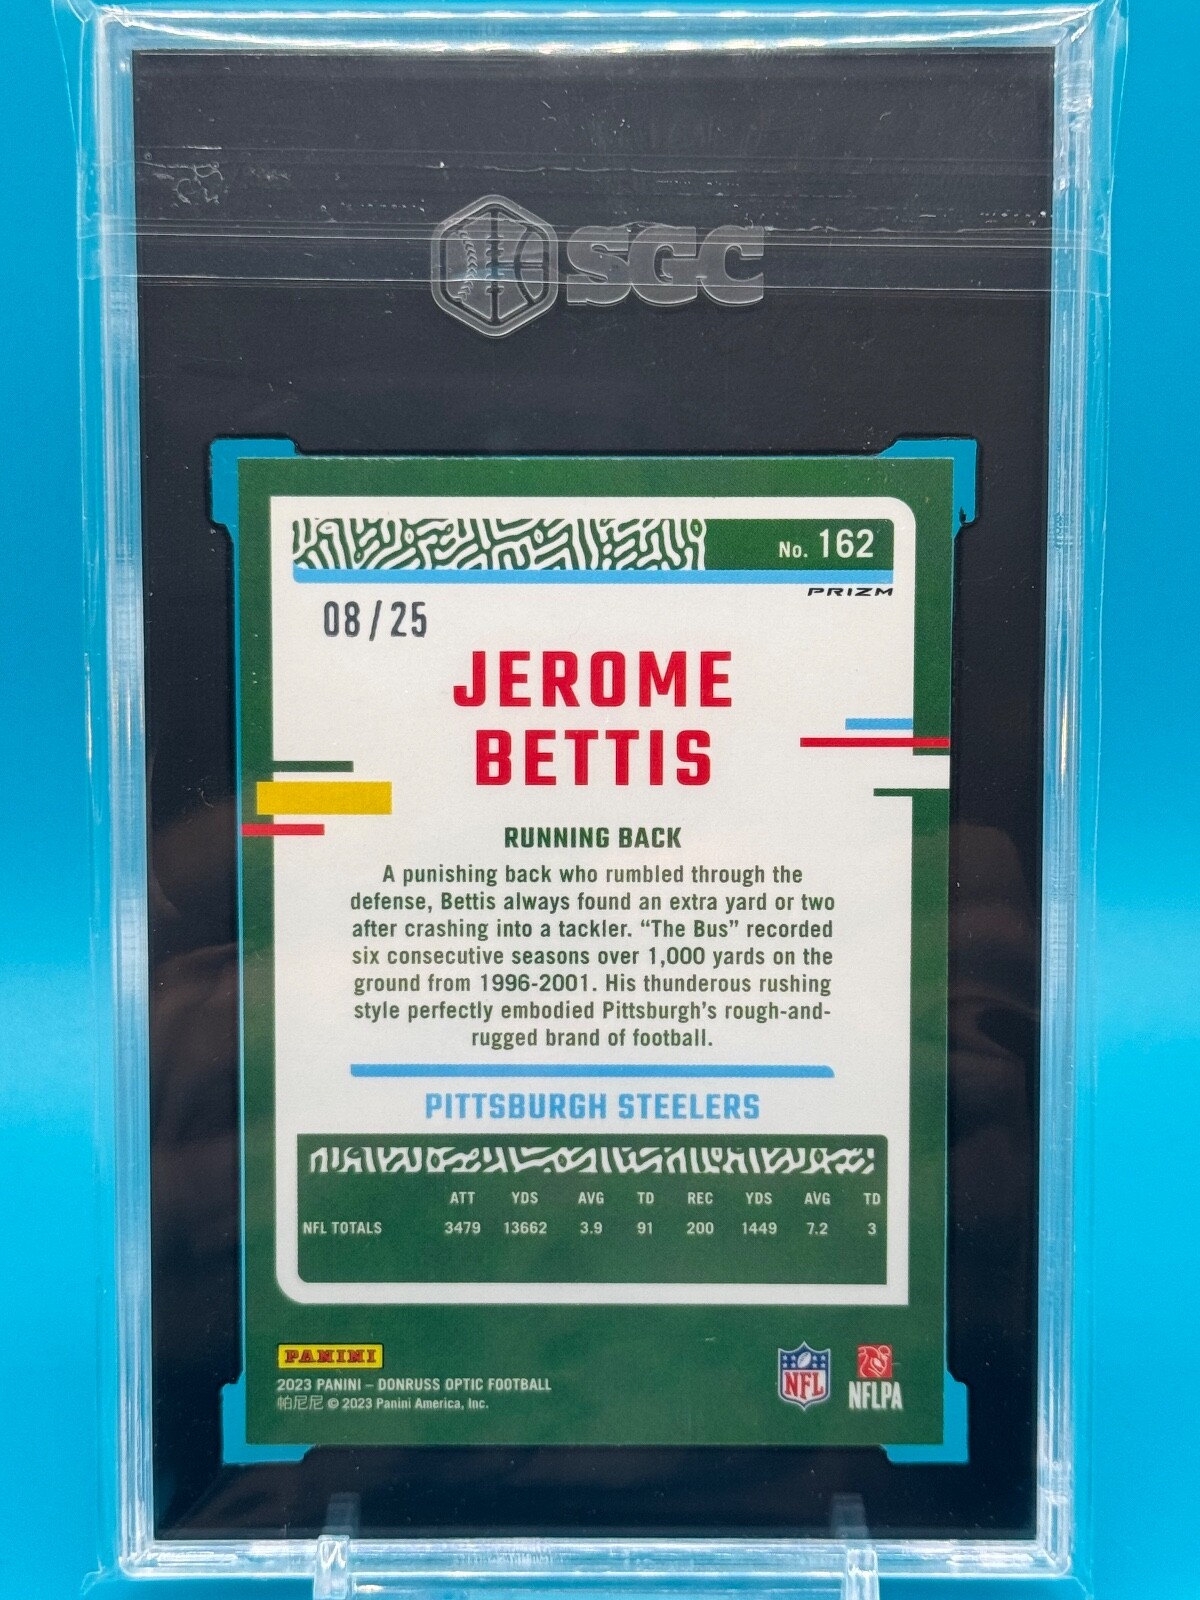 SGC
No. 162
PRIZM
08/25
JEROME
BETTIS
RUNNING BACK
A punishing back who rumbled through the
defense, Bettis always found an extra yard or two
after crashing into a tackler. “The Bus” recorded
six consecutive seasons over 1,000 yards on the
ground from 1996-2001. His thunderous rushing
style perfectly embodied Pittsburgh’s rough-and-
rugged brand of football.
PITTSBURGH STEELERS
ATT YDS AVG TD REC YDS AVG TD
NFL TOTALS 3479 13662 3.9 91 200 1449 7.2 3
PANINI
2023 PANINI – DONRUSS OPTIC FOOTBALL
帕尼尼 © 2023 Panini America, Inc.
NFL
NFLPA